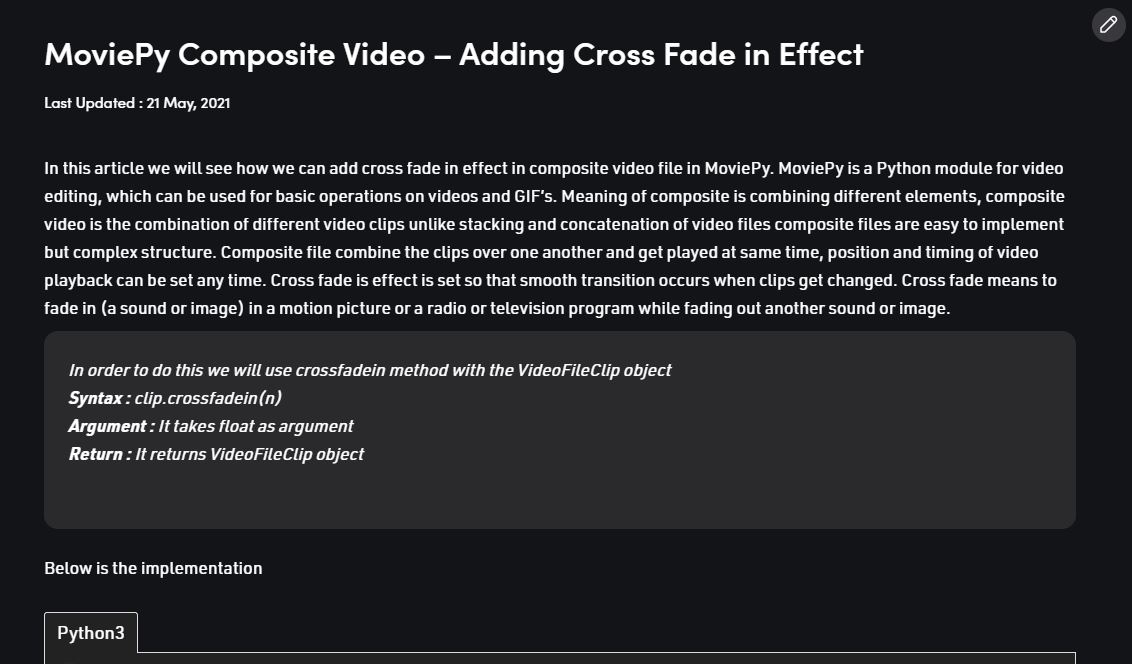 MoviePy Composite Video – Adding Cross Fade in Effect
Last Updated : 21 May, 2021
In this article we will see how we can add cross fade in effect in composite video file in MoviePy. MoviePy is a Python module for video
editing, which can be used for basic operations on videos and GIF's. Meaning of composite is combining different elements, composite
video is the combination of different video clips unlike stacking and concatenation of video files composite files are easy to implement
but complex structure. Composite file combine the clips over one another and get played at same time, position and timing of video
playback can be set any time. Cross fade is effect is set so that smooth transition occurs when clips get changed. Cross fade means to
fade in (a sound or image) in a motion picture or a radio or television program while fading out another sound or image.
In order to do this we will use crossfadein method with the VideoFileClip object
Syntax : clip.crossfadein(n)
Argument : It takes float as argument
Return : It returns VideoFileClip object
Below is the implementation
Python3